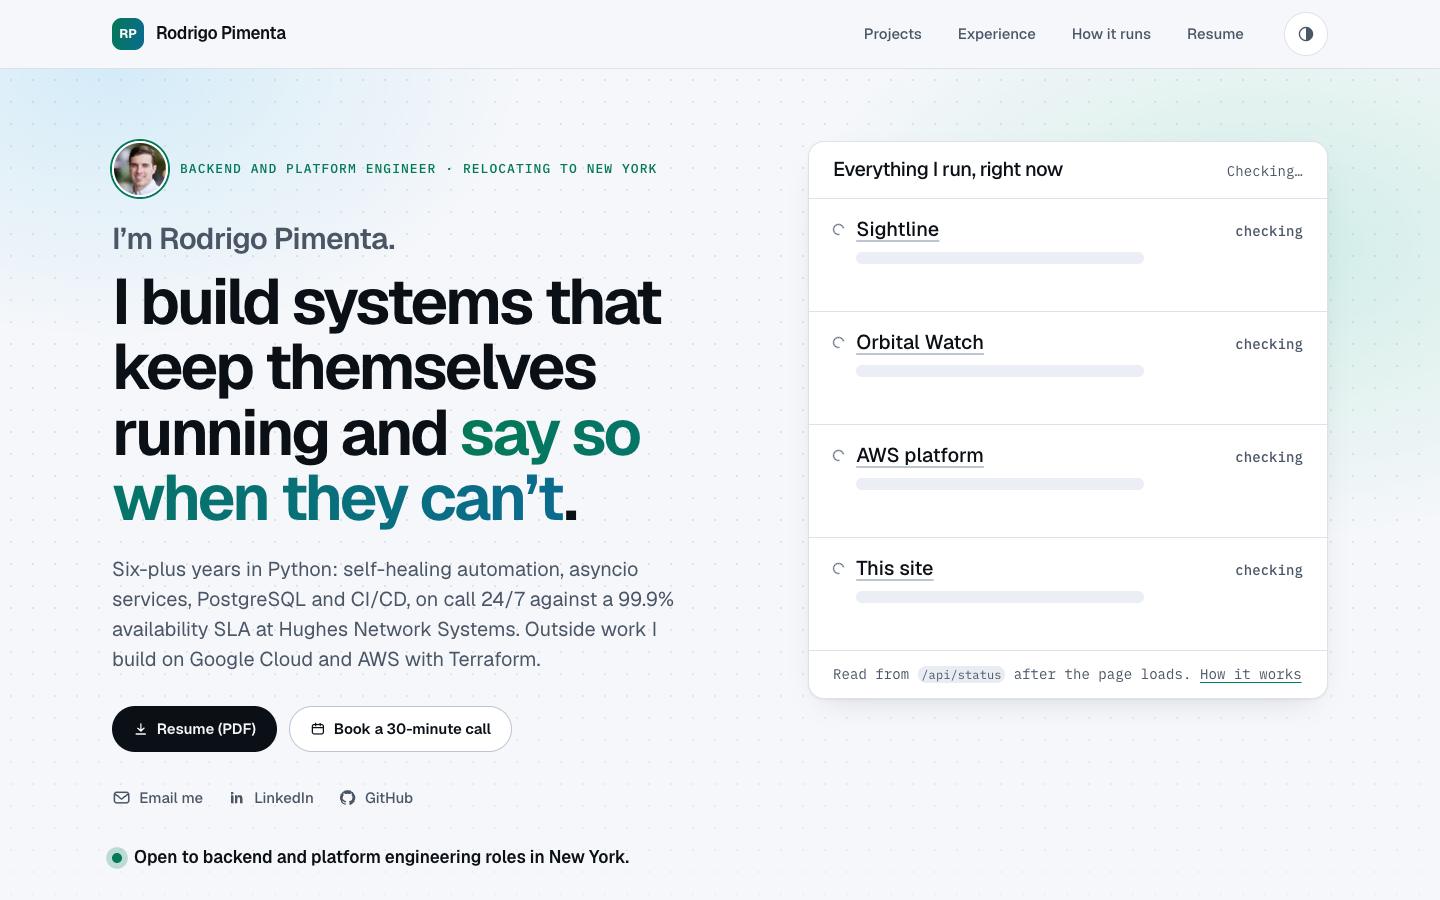 RP
Rodrigo Pimenta
Projects
Experience
How it runs
Resume
BACKEND AND PLATFORM ENGINEER · RELOCATING TO NEW YORK
I’m Rodrigo Pimenta.
I build systems that
keep themselves
running and say so
when they can’t.
Six-plus years in Python: self-healing automation, asyncio
services, PostgreSQL and CI/CD, on call 24/7 against a 99.9%
availability SLA at Hughes Network Systems. Outside work I
build on Google Cloud and AWS with Terraform.
Resume (PDF)
Book a 30-minute call
Email me
LinkedIn
GitHub
Open to backend and platform engineering roles in New York.
Everything I run, right now
Checking…
Sightline
checking
Orbital Watch
checking
AWS platform
checking
This site
checking
Read from /api/status after the page loads. How it works